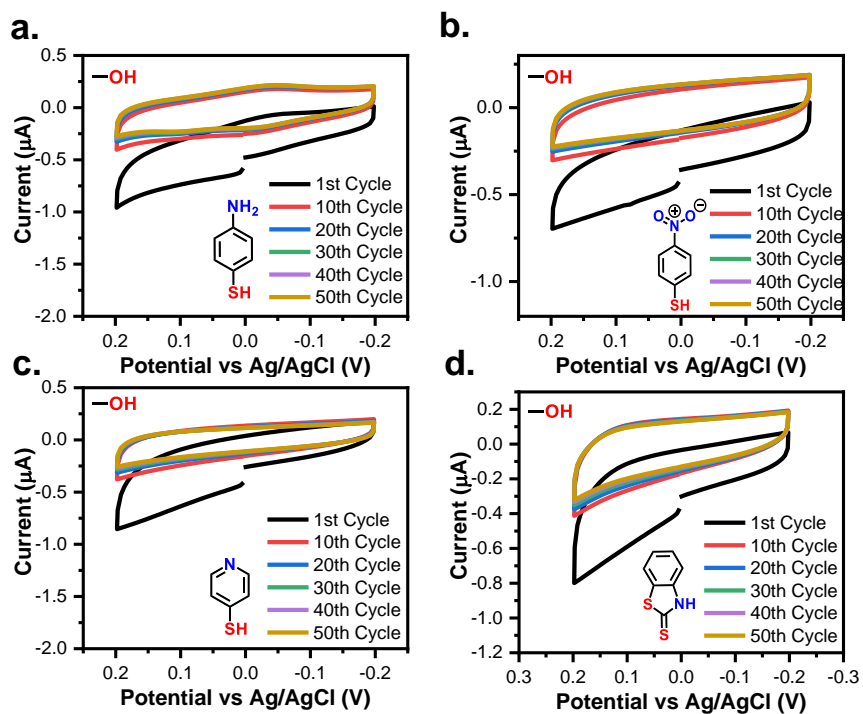 a.
Current (µA)
0.5
0.0
-0.5
-1.0
-1.5
-2.0
—OH
NH2
SH
1st Cycle
10th Cycle
20th Cycle
30th Cycle
40th Cycle
50th Cycle
0.2 0.1 0.0 -0.1 -0.2
Potential vs Ag/AgCl (V)
b.
Current (µA)
0.5
0.0
-0.5
-1.0
—OH
O N O
+ −
SH
1st Cycle
10th Cycle
20th Cycle
30th Cycle
40th Cycle
50th Cycle
0.2 0.1 0.0 -0.1 -0.2
Potential vs Ag/AgCl (V)
c.
Current (µA)
0.5
0.0
-0.5
-1.0
-1.5
-2.0
—OH
N
SH
1st Cycle
10th Cycle
20th Cycle
30th Cycle
40th Cycle
50th Cycle
0.2 0.1 0.0 -0.1 -0.2
Potential vs Ag/AgCl (V)
d.
Current (µA)
0.2
0.0
-0.2
-0.4
-0.6
-0.8
-1.0
-1.2
—OH
S NH
S
1st Cycle
10th Cycle
20th Cycle
30th Cycle
40th Cycle
50th Cycle
0.3 0.2 0.1 0.0 -0.1 -0.2 -0.3
Potential vs Ag/AgCl (V)